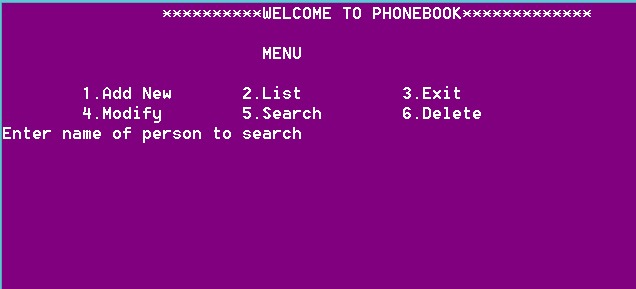 **********WELCOME TO PHONEBOOK*************
MENU
1.Add New 2.List 3.Exit
4.Modify 5.Search 6.Delete
Enter name of person to search